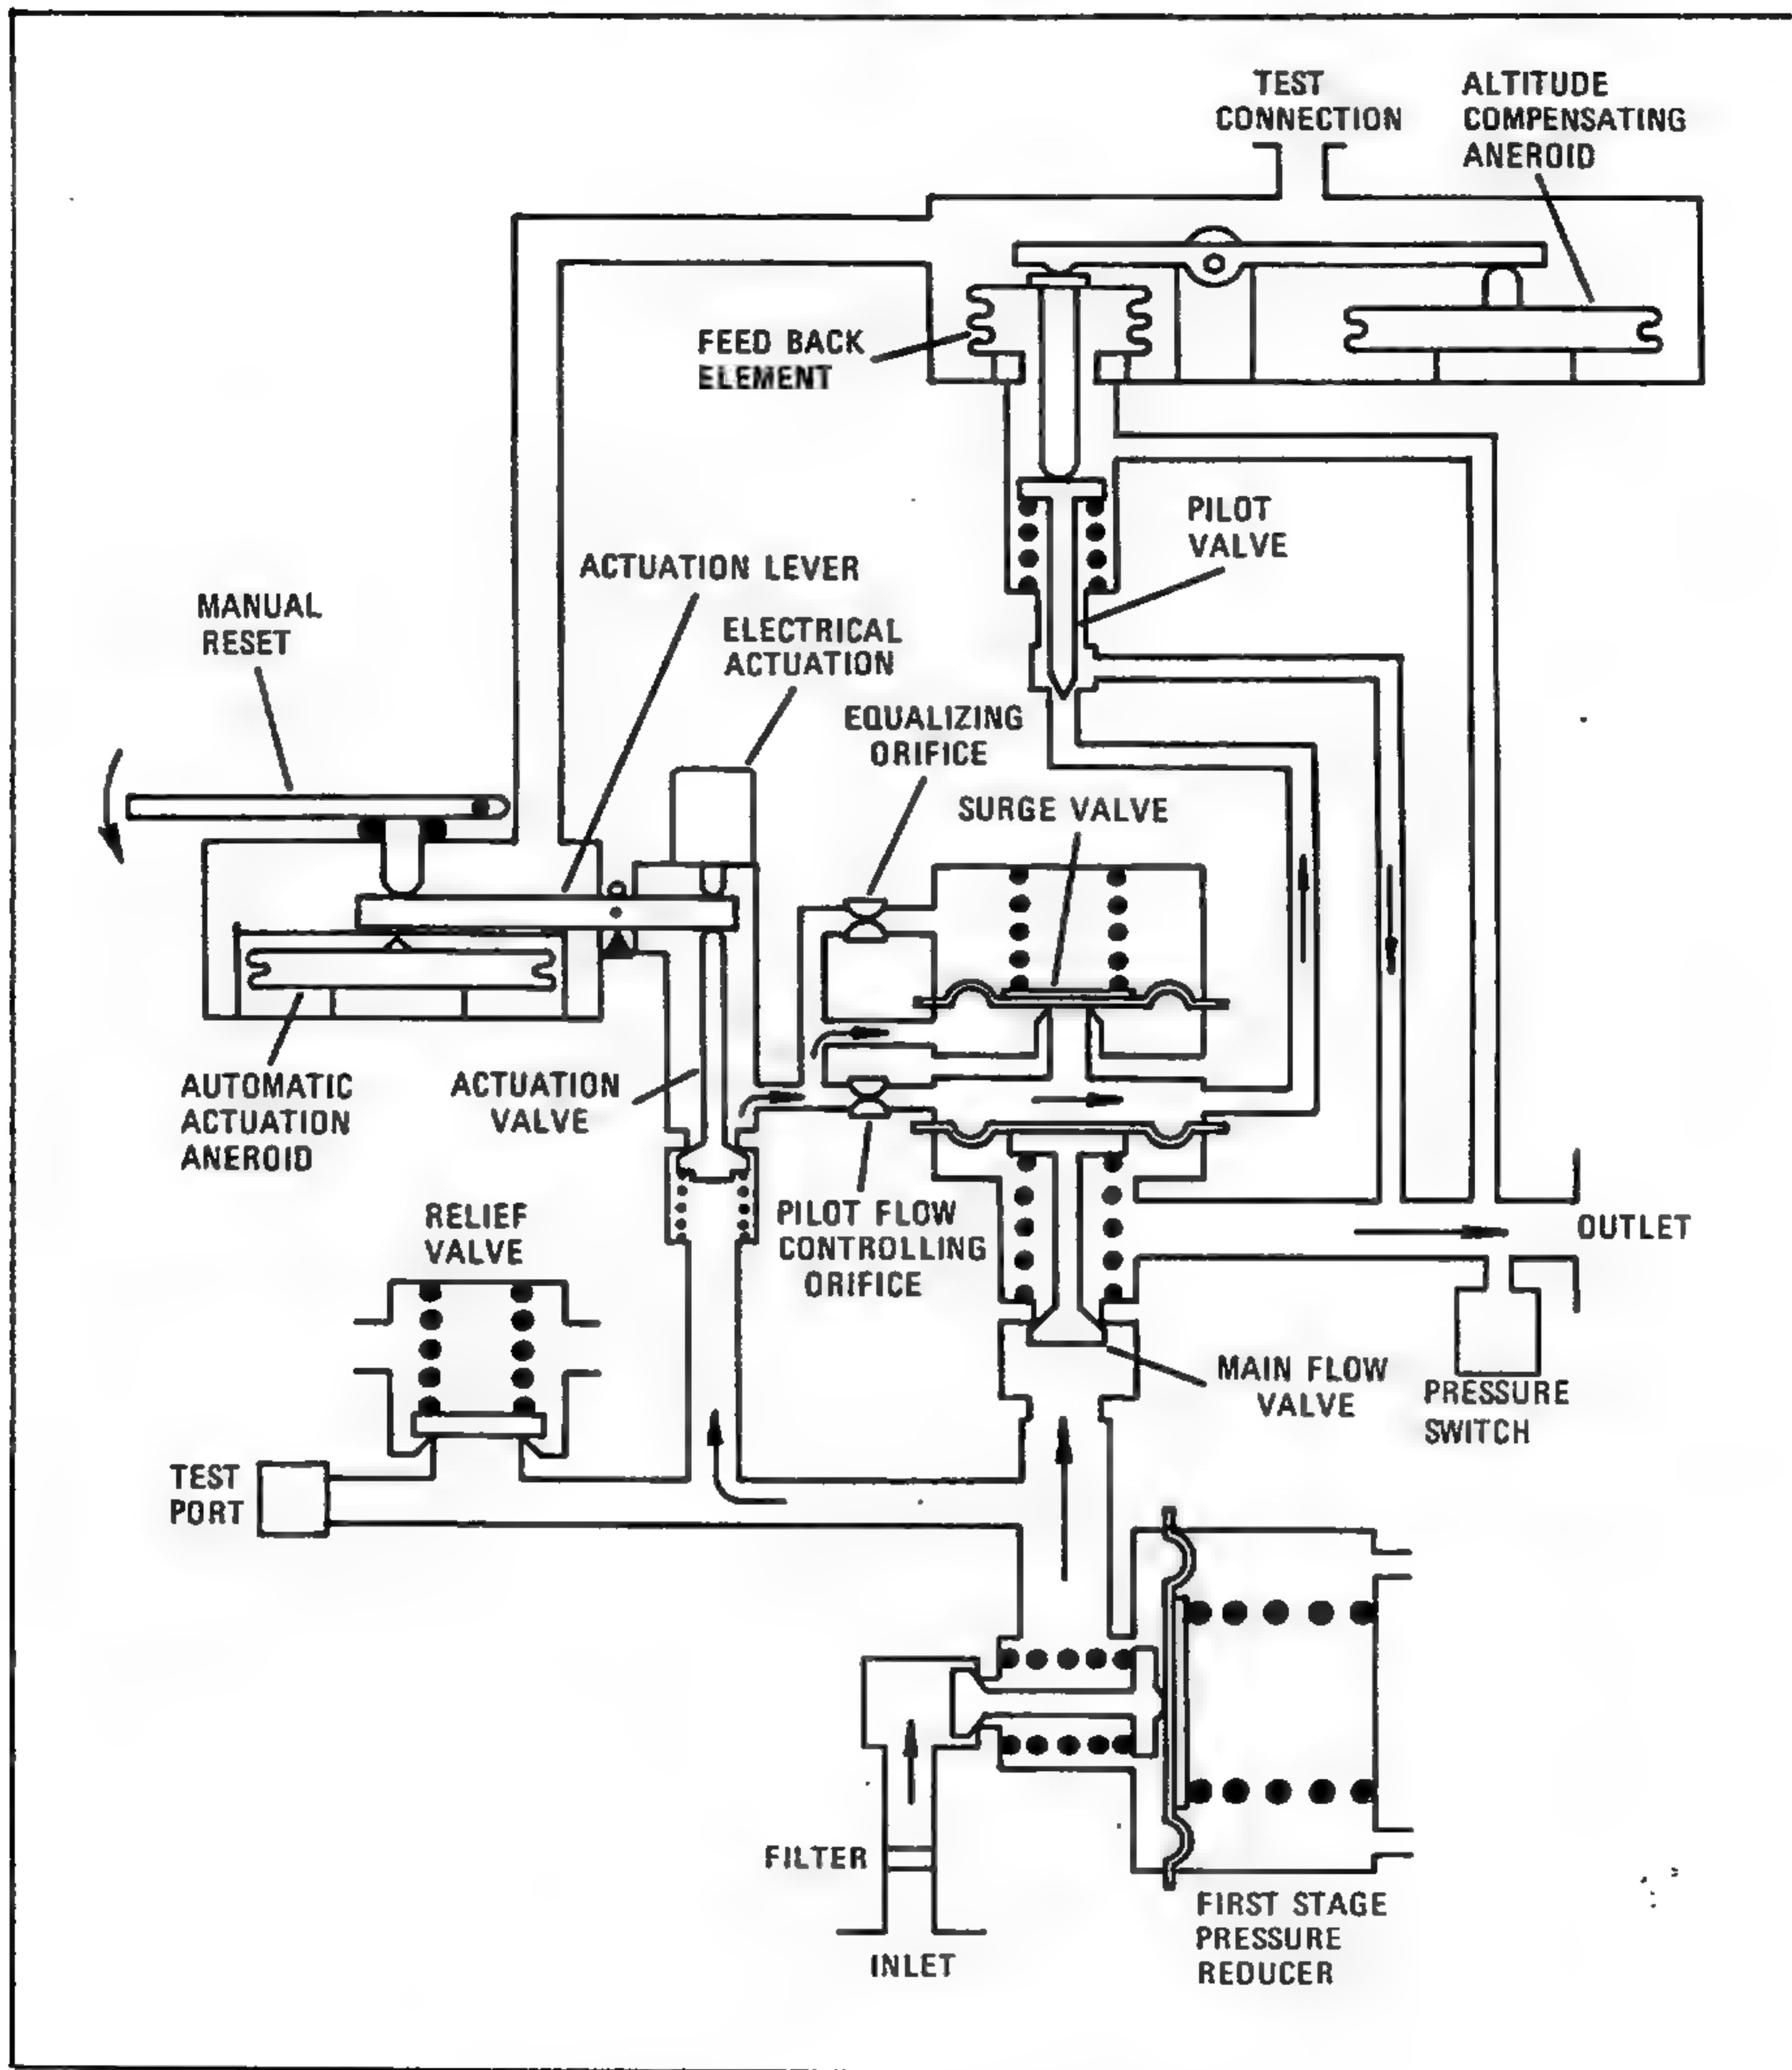 TEST
CONNECTION
ALTITUDE
COMPENSATING
ANEROID
FEED BACK
ELEMENT
PILOT
VALVE
ACTUATION LEVER
MANUAL
RESET
ELECTRICAL
ACTUATION
EQUALIZING
ORIFICE
SURGE VALVE
AUTOMATIC
ACTUATION
ANEROID
ACTUATION
VALVE
RELIEF
VALVE
PILOT FLOW
CONTROLLING
ORIFICE
OUTLET
MAIN FLOW
VALVE
PRESSURE
SWITCH
TEST
PORT
FILTER
INLET
FIRST STAGE
PRESSURE
REDUCER